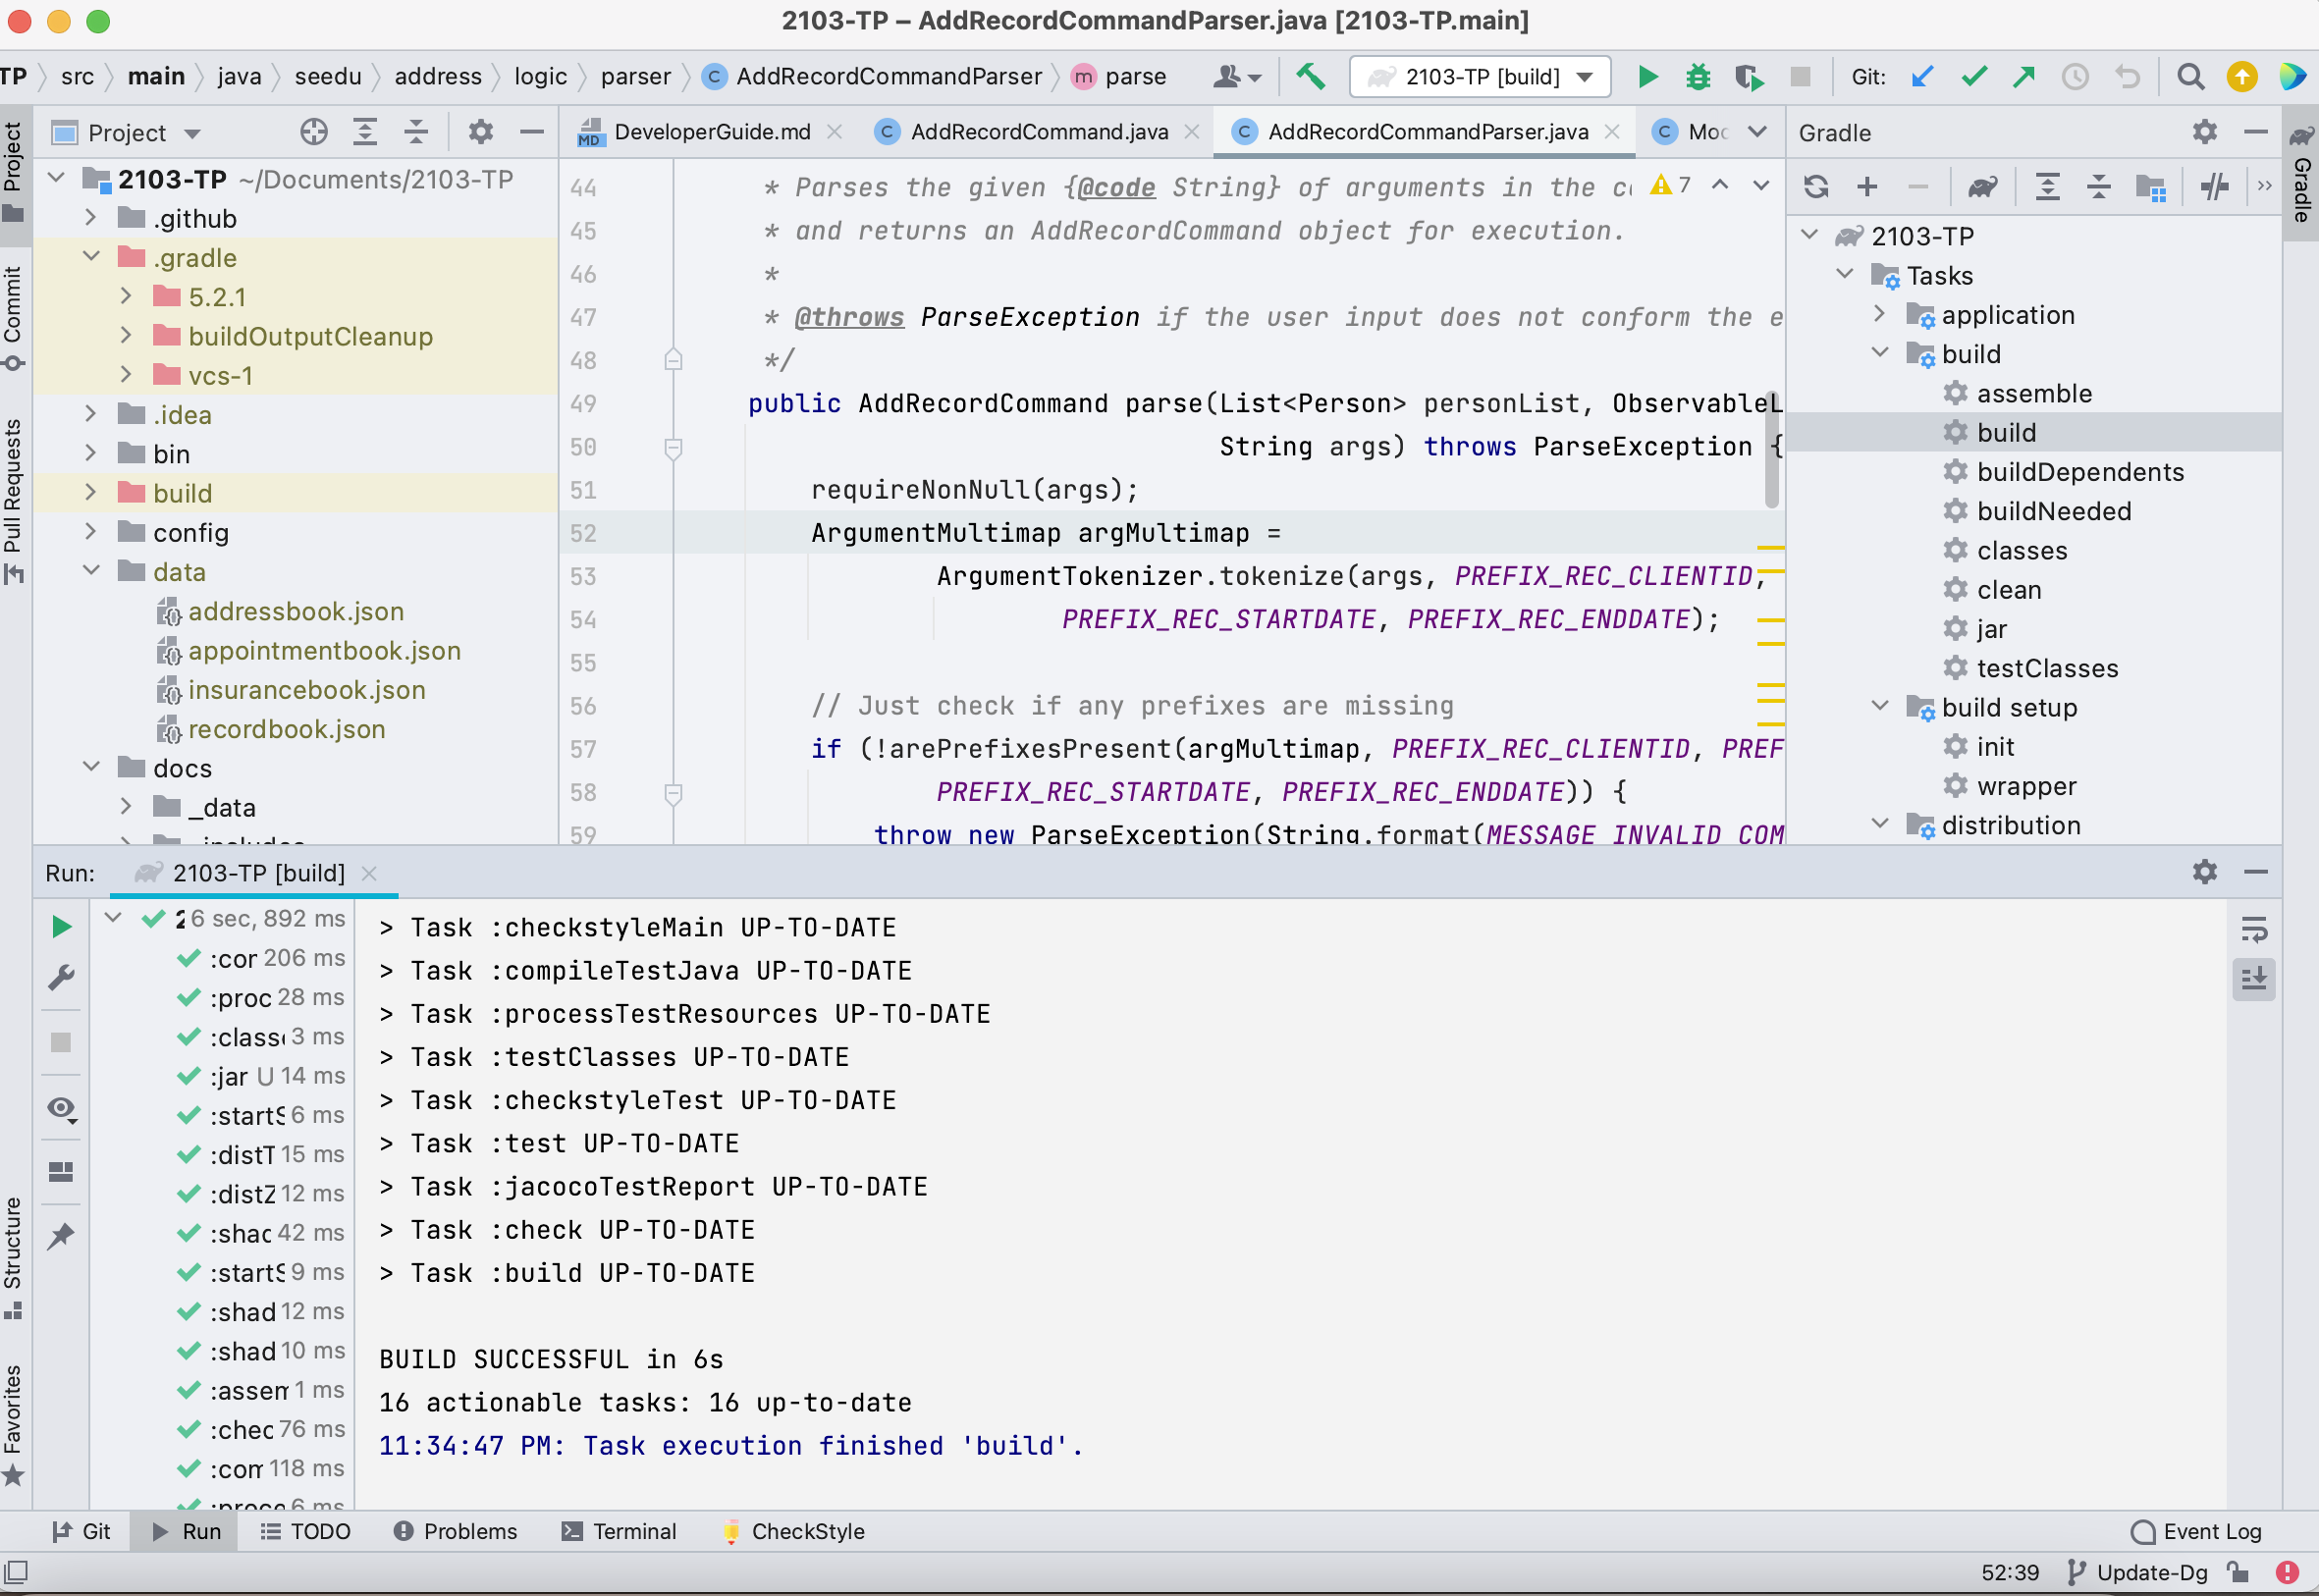 2103-TP – AddRecordCommandParser.java [2103-TP.main]
TP src main java seedu address logic parser AddRecordCommandParser parse
2103-TP [build]
Git:
Project
DeveloperGuide.md
AddRecordCommand.java
AddRecordCommandParser.java
Gradle
Project
Commit
Pull Requests
Structure
Favorites
2103-TP ~/Documents/2103-TP
.github
.gradle
5.2.1
buildOutputCleanup
vcs-1
.idea
bin
build
config
data
addressbook.json
appointmentbook.json
insurancebook.json
recordbook.json
docs
_data
7
44 * Parses the given {@code String} of arguments in the
45 * and returns an AddRecordCommand object for execution.
46 *
47 * @throws ParseException if the user input does not conform the e
48 */
49 public AddRecordCommand parse(List<Person> personList, ObservableL
50 String args) throws ParseException {
51 requireNonNull(args);
52 ArgumentMultimap argMultimap =
53 ArgumentTokenizer.tokenize(args, PREFIX_REC_CLIENTID,
54 PREFIX_REC_STARTDATE, PREFIX_REC_ENDDATE);
55
56 // Just check if any prefixes are missing
57 if (!arePrefixesPresent(argMultimap, PREFIX_REC_CLIENTID, PREF
58 PREFIX_REC_STARTDATE, PREFIX_REC_ENDDATE)) {
59 throw new ParseException(String.format(MESSAGE_INVALID_COM
2103-TP
Tasks
application
build
assemble
build
buildDependents
buildNeeded
classes
clean
jar
testClasses
build setup
init
wrapper
distribution
Gradle
Run: 2103-TP [build]
6 sec, 892 ms
:cor 206 ms
:proc 28 ms
:class 3 ms
:jar U 14 ms
:startS 6 ms
:distT 15 ms
:distZ 12 ms
:shac 42 ms
:startS 9 ms
:shad 12 ms
:shad 10 ms
:assem 1 ms
:chec 76 ms
:com 118 ms
> Task :checkstyleMain UP-TO-DATE
> Task :compileTestJava UP-TO-DATE
> Task :processTestResources UP-TO-DATE
> Task :testClasses UP-TO-DATE
> Task :checkstyleTest UP-TO-DATE
> Task :test UP-TO-DATE
> Task :jacocoTestReport UP-TO-DATE
> Task :check UP-TO-DATE
> Task :build UP-TO-DATE
BUILD SUCCESSFUL in 6s
16 actionable tasks: 16 up-to-date
11:34:47 PM: Task execution finished 'build'.
Git Run TODO Problems Terminal CheckStyle
Event Log
52:39 Update-Dg